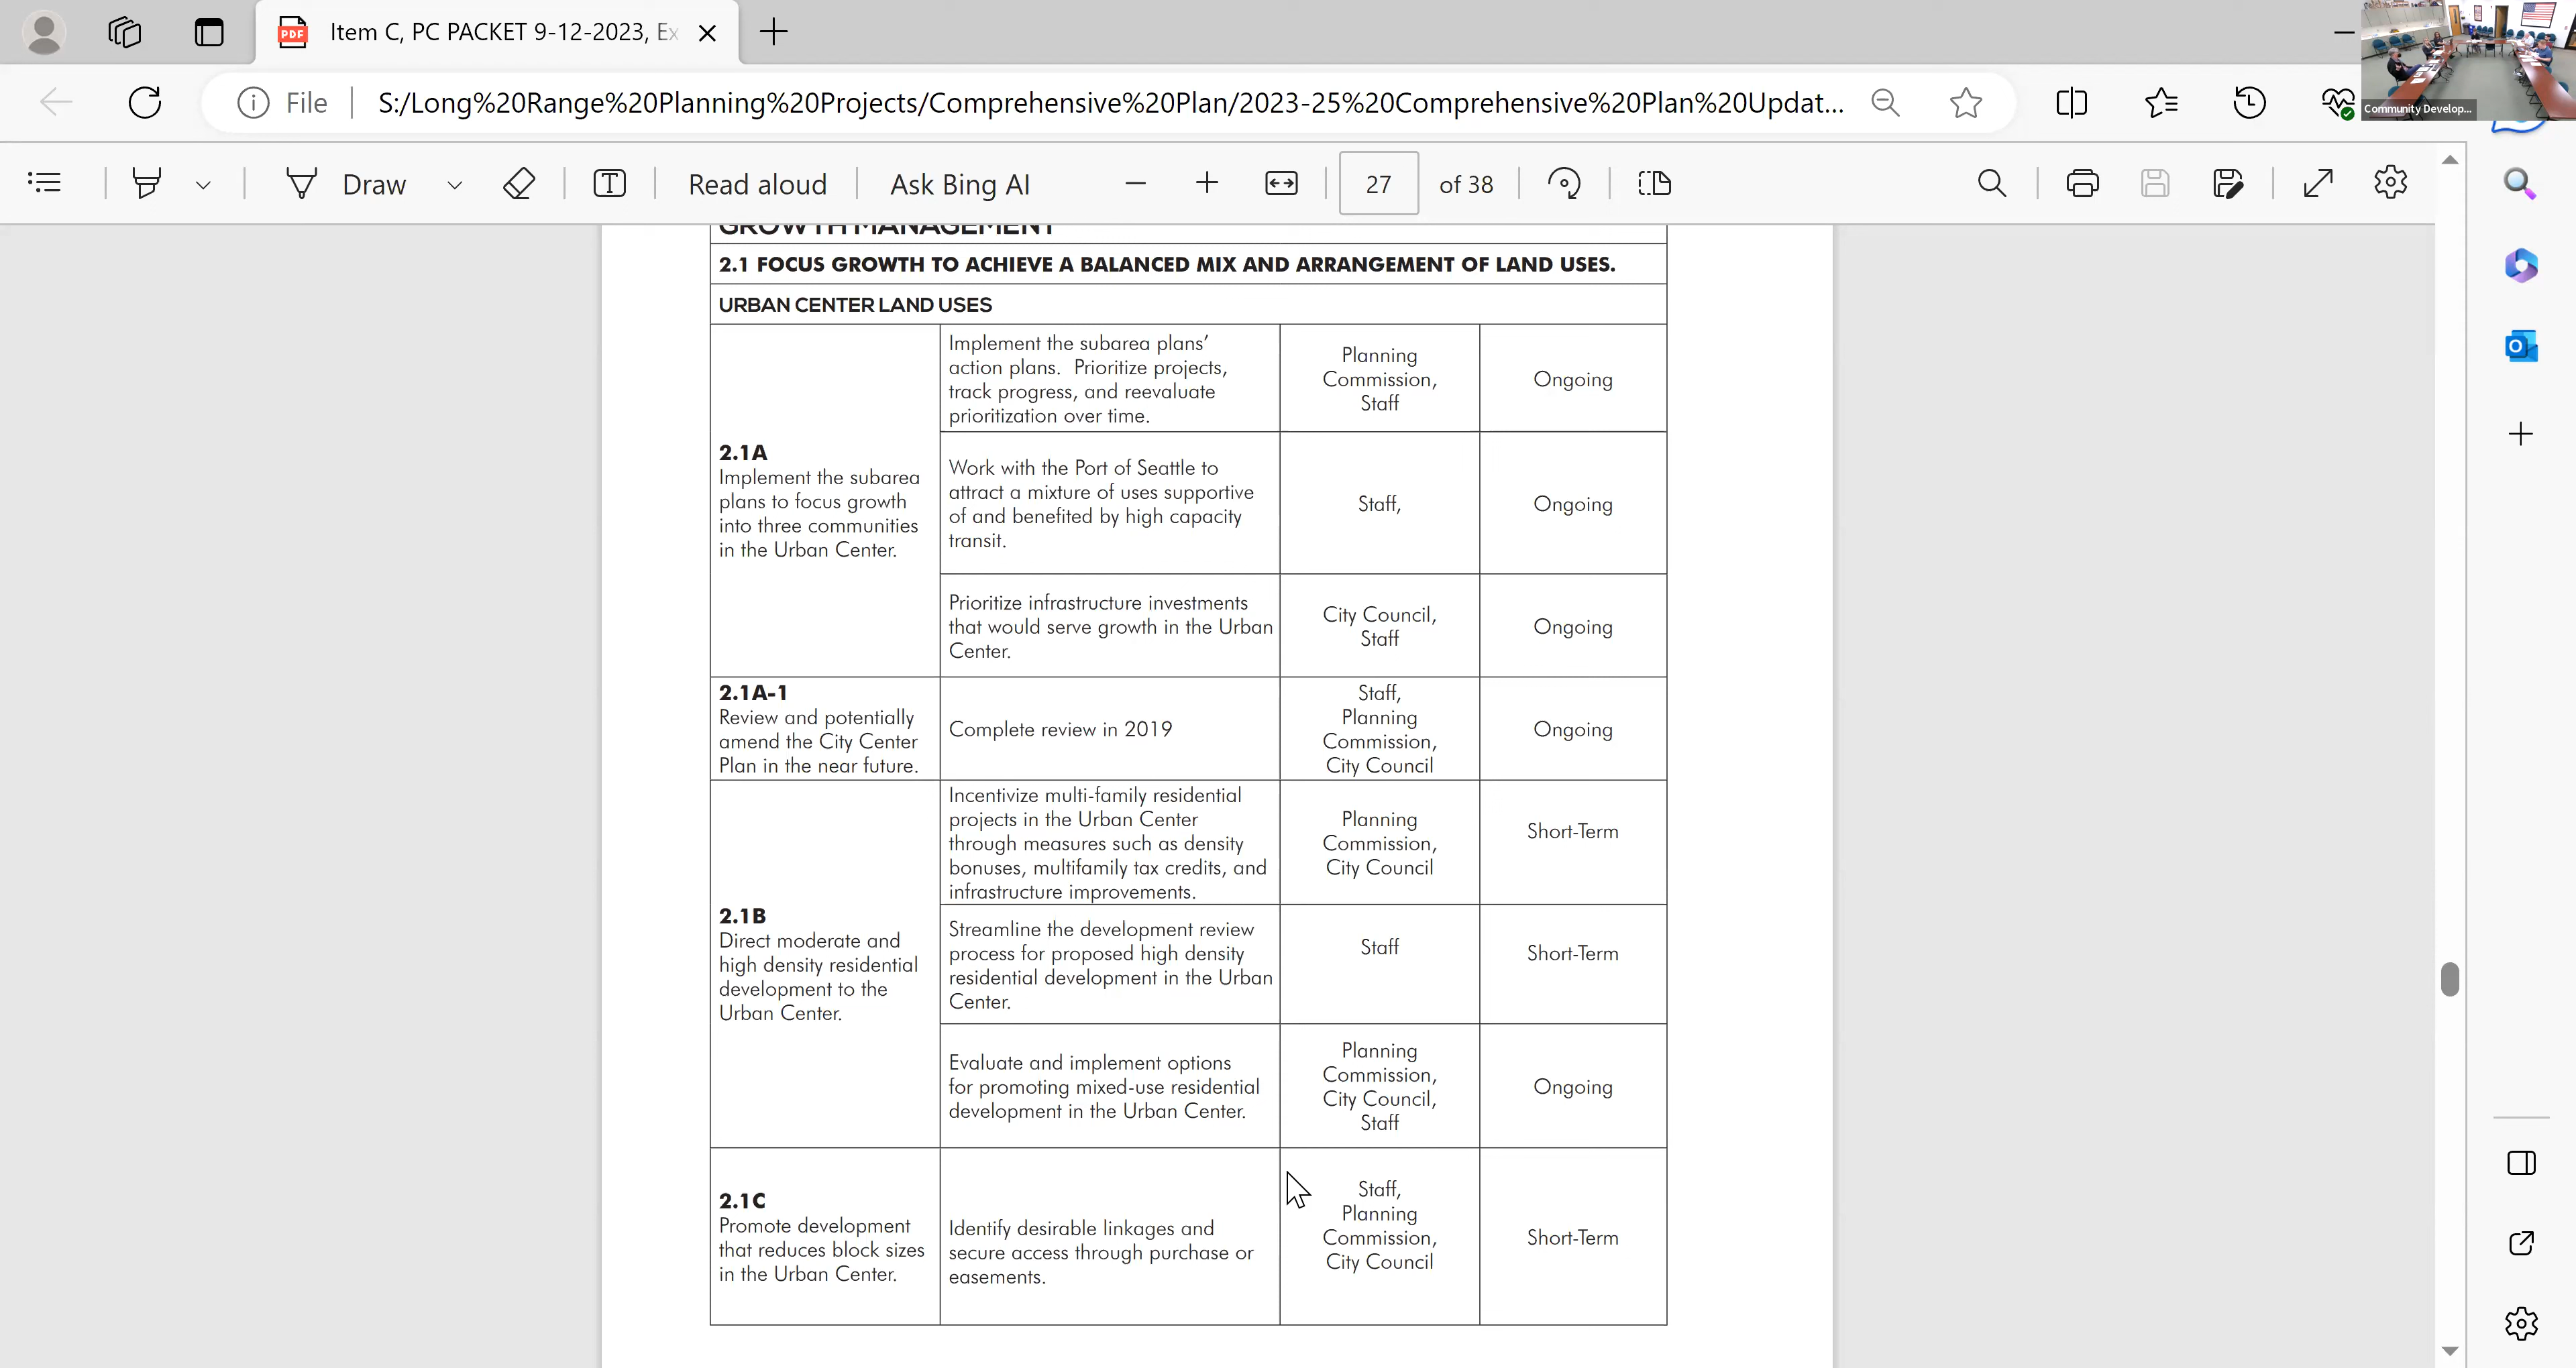 Item C, PC PACKET 9-12-2023, Ex
File
S:/Long%20Range%20Planning%20Projects/Comprehensive%20Plan/2023-25%20Comprehensive%20Plan%20Updat...
Community Develop...
Draw
Read aloud
Ask Bing AI
27
of 38
GROWTH MANAGEMENT
2.1 FOCUS GROWTH TO ACHIEVE A BALANCED MIX AND ARRANGEMENT OF LAND USES.
URBAN CENTER LAND USES
2.1A
Implement the subarea
plans to focus growth
into three communities
in the Urban Center.
Implement the subarea plans'
action plans.  Prioritize projects,
track progress, and reevaluate
prioritization over time.
Planning
Commission,
Staff
Ongoing
Work with the Port of Seattle to
attract a mixture of uses supportive
of and benefited by high capacity
transit.
Staff,
Ongoing
Prioritize infrastructure investments
that would serve growth in the Urban
Center.
City Council,
Staff
Ongoing
2.1A-1
Review and potentially
amend the City Center
Plan in the near future.
Complete review in 2019
Staff,
Planning
Commission,
City Council
Ongoing
2.1B
Direct moderate and
high density residential
development to the
Urban Center.
Incentivize multi-family residential
projects in the Urban Center
through measures such as density
bonuses, multifamily tax credits, and
infrastructure improvements.
Planning
Commission,
City Council
Short-Term
Streamline the development review
process for proposed high density
residential development in the Urban
Center.
Staff
Short-Term
Evaluate and implement options
for promoting mixed-use residential
development in the Urban Center.
Planning
Commission,
City Council,
Staff
Ongoing
2.1C
Promote development
that reduces block sizes
in the Urban Center.
Identify desirable linkages and
secure access through purchase or
easements.
Staff,
Planning
Commission,
City Council
Short-Term